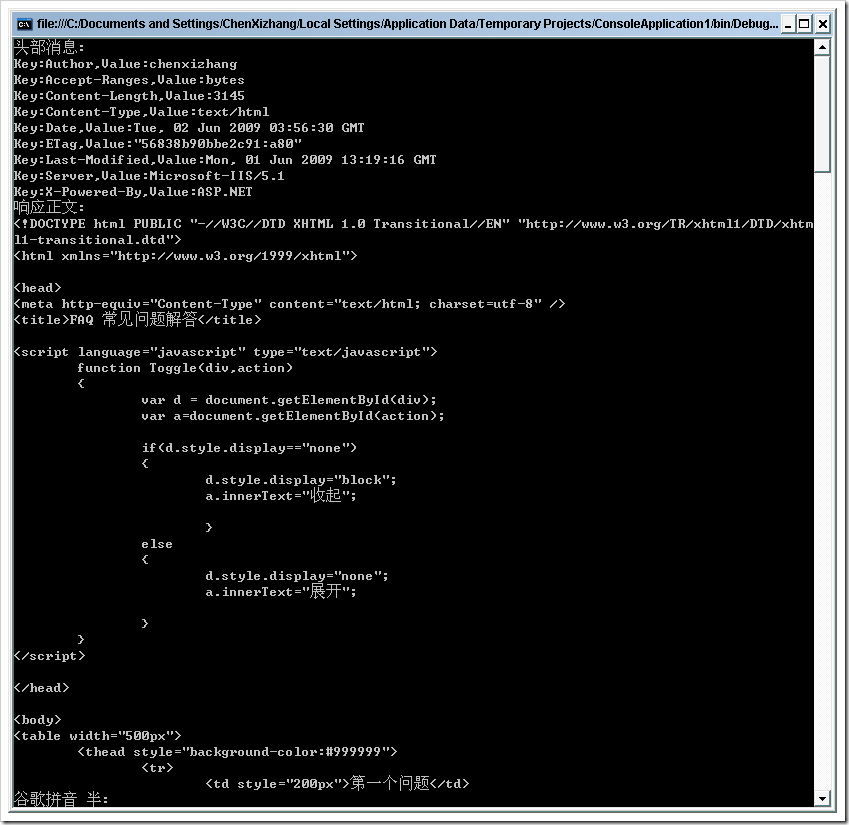 file:///C:/Documents and Settings/ChenXizhang/Local Settings/Application Data/Temporary Projects/ConsoleApplication1/bin/Debug...
头部消息:
Key:Author,Value:chenxizhang
Key:Accept-Ranges,Value:bytes
Key:Content-Length,Value:3145
Key:Content-Type,Value:text/html
Key:Date,Value:Tue, 02 Jun 2009 03:56:30 GMT
Key:ETag,Value:"56838b90bbe2c91:a80"
Key:Last-Modified,Value:Mon, 01 Jun 2009 13:19:16 GMT
Key:Server,Value:Microsoft-IIS/5.1
Key:X-Powered-By,Value:ASP.NET
响应正文:
<!DOCTYPE html PUBLIC "-//W3C//DTD XHTML 1.0 Transitional//EN" "http://www.w3.org/TR/xhtml1/DTD/xhtm
l1-transitional.dtd">
<html xmlns="http://www.w3.org/1999/xhtml">
<head>
<meta http-equiv="Content-Type" content="text/html; charset=utf-8" />
<title>FAQ 常见问题解答</title>
<script language="javascript" type="text/javascript">
function Toggle(div,action)
{
var d = document.getElementById(div);
var a=document.getElementById(action);
if(d.style.display=="none")
{
d.style.display="block";
a.innerText="收起";
}
else
{
d.style.display="none";
a.innerText="展开";
}
}
</script>
</head>
<body>
<table width="500px">
<thead style="background-color:#999999">
<tr>
<td style="200px">第一个问题</td>
谷歌拼音 半: